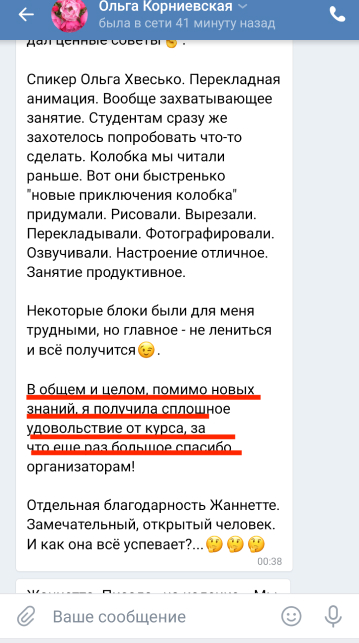 Ольга Корниевская
была в сети 41 минуту назад
дал ценные советы
Спикер Ольга Хвесько. Перекладная
анимация. Вообще захватывающее
занятие. Студентам сразу же
захотелось попробовать что-то
сделать. Колобка мы читали
раньше. Вот они быстренько
"новые приключения колобка"
придумали. Рисовали. Вырезали.
Перекладывали. Фотографировали.
Озвучивали. Настроение отличное.
Занятие продуктивное.
Некоторые блоки были для меня
трудными, но главное - не лениться
и всё получится😉.
В общем и целом, помимо новых
знаний, я получила сплошное
удовольствие от курса, за
что еще раз большое спасибо
организаторам!
Отдельная благодарность Жаннетте.
Замечательный, открытый человек.
И как она всё успевает?...🤔🤔🤔
00:38
Ваше сообщение